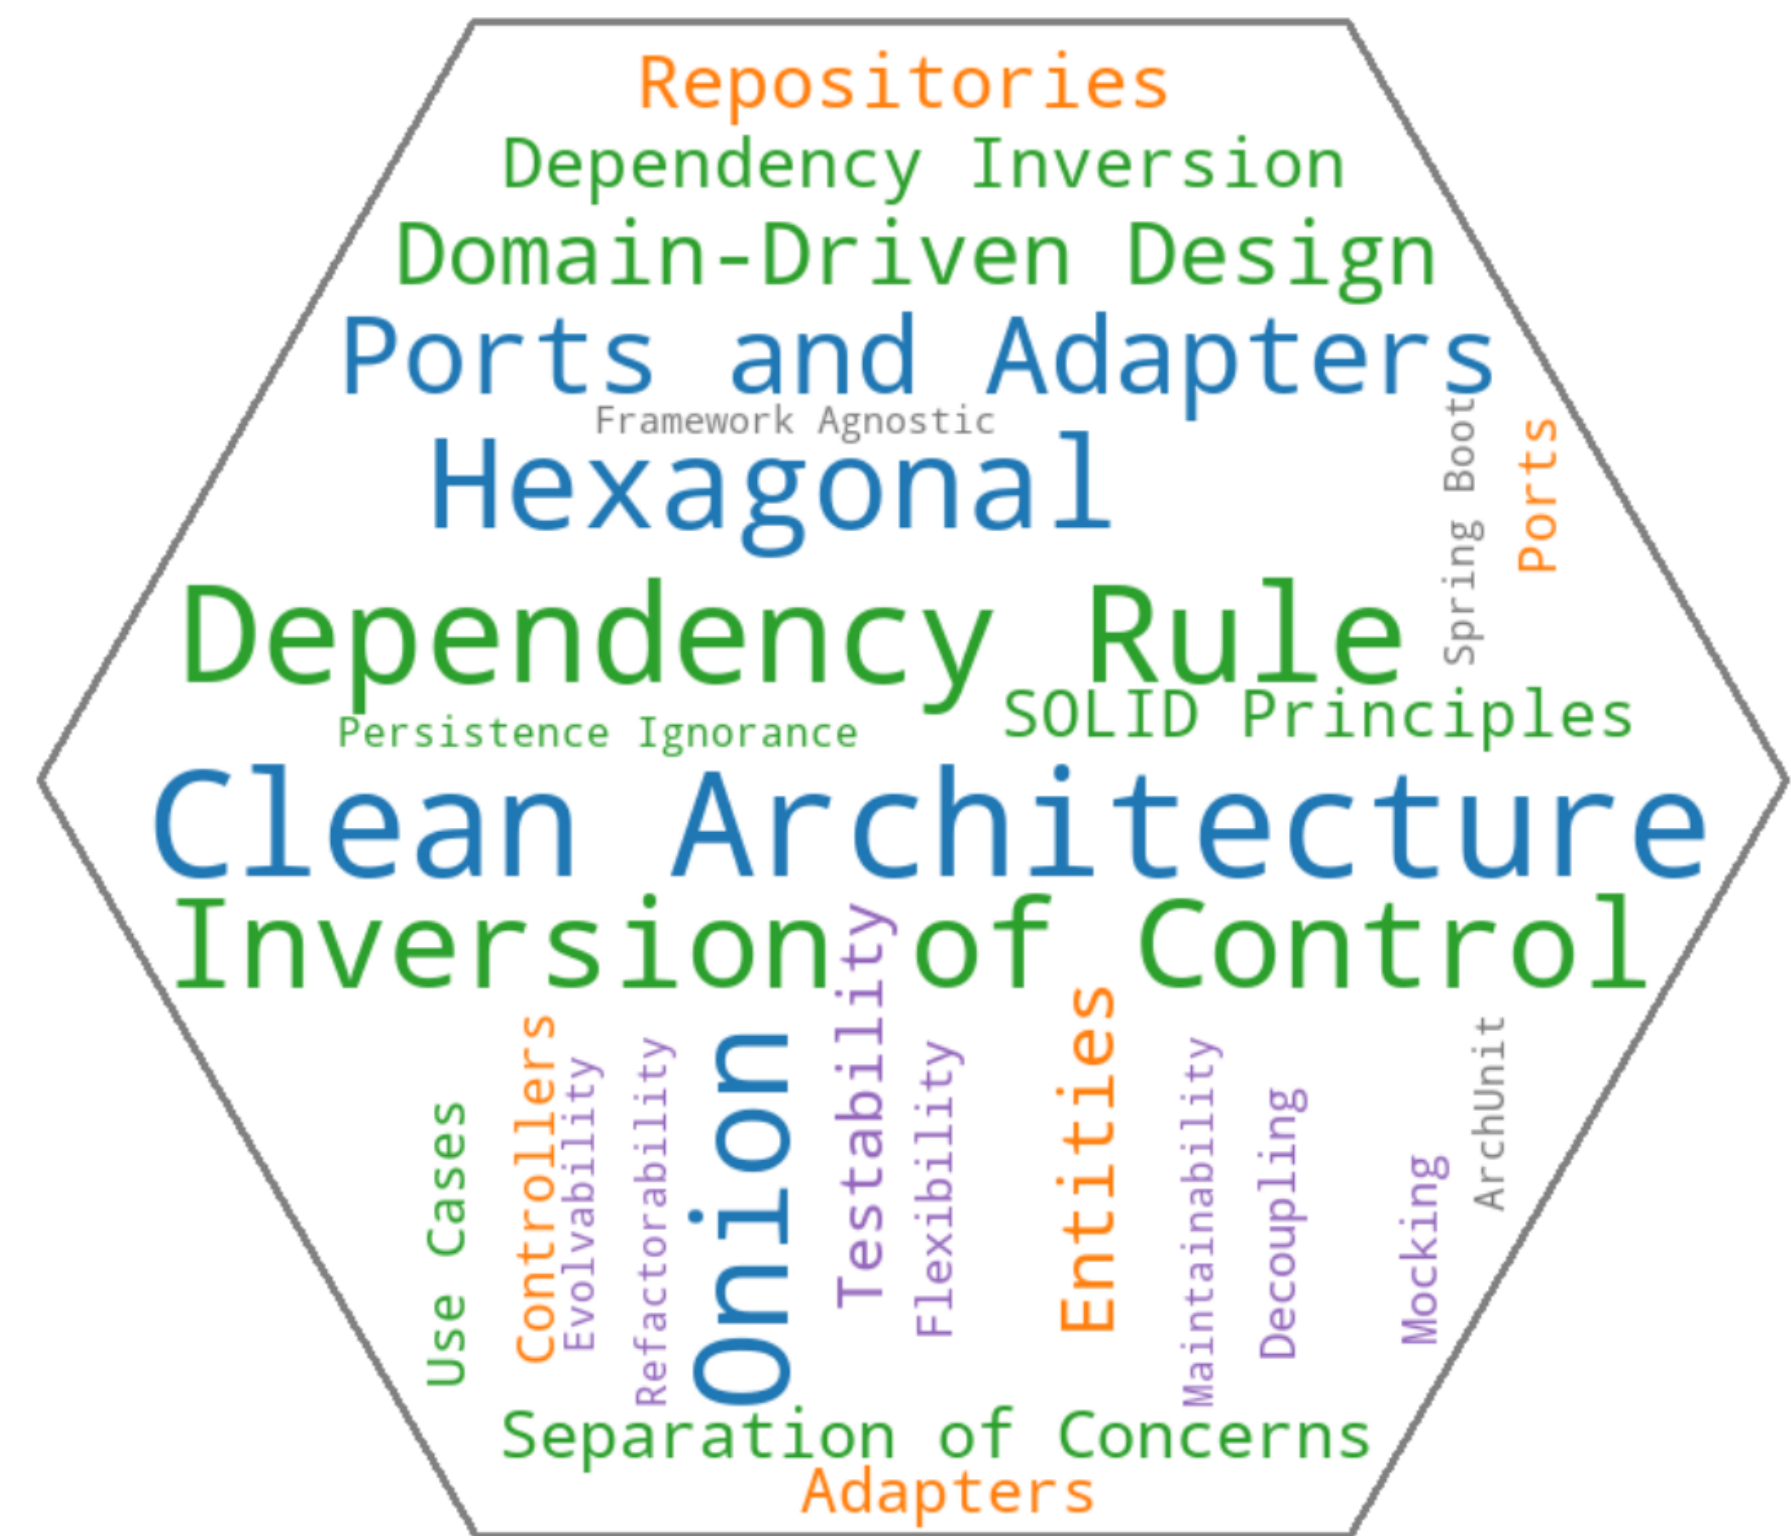 Repositories
Dependency Inversion
Domain-Driven Design
Ports and Adapters
Framework Agnostic
Hexagonal
Spring Boot
Ports
Dependency Rule
SOLID Principles
Persistence Ignorance
Clean Architecture
Inversion of Control
Use Cases
Controllers
Evolvability
Refactorability
Onion
Testability
Flexibility
Entities
Maintainability
Decoupling
Mocking
ArchUnit
Separation of Concerns
Adapters